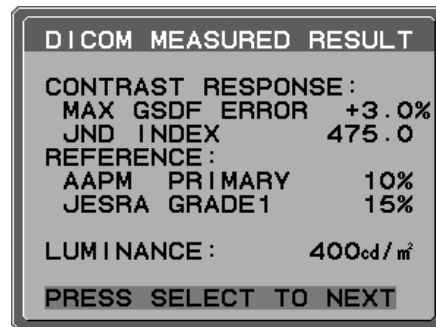 DICOM MEASURED RESULT
CONTRAST RESPONSE:
MAX GSDF ERROR +3.0%
JND INDEX 475.0
REFERENCE:
AAPM PRIMARY 10%
JESRA GRADE1 15%
LUMINANCE: 400cd/㎡
PRESS SELECT TO NEXT